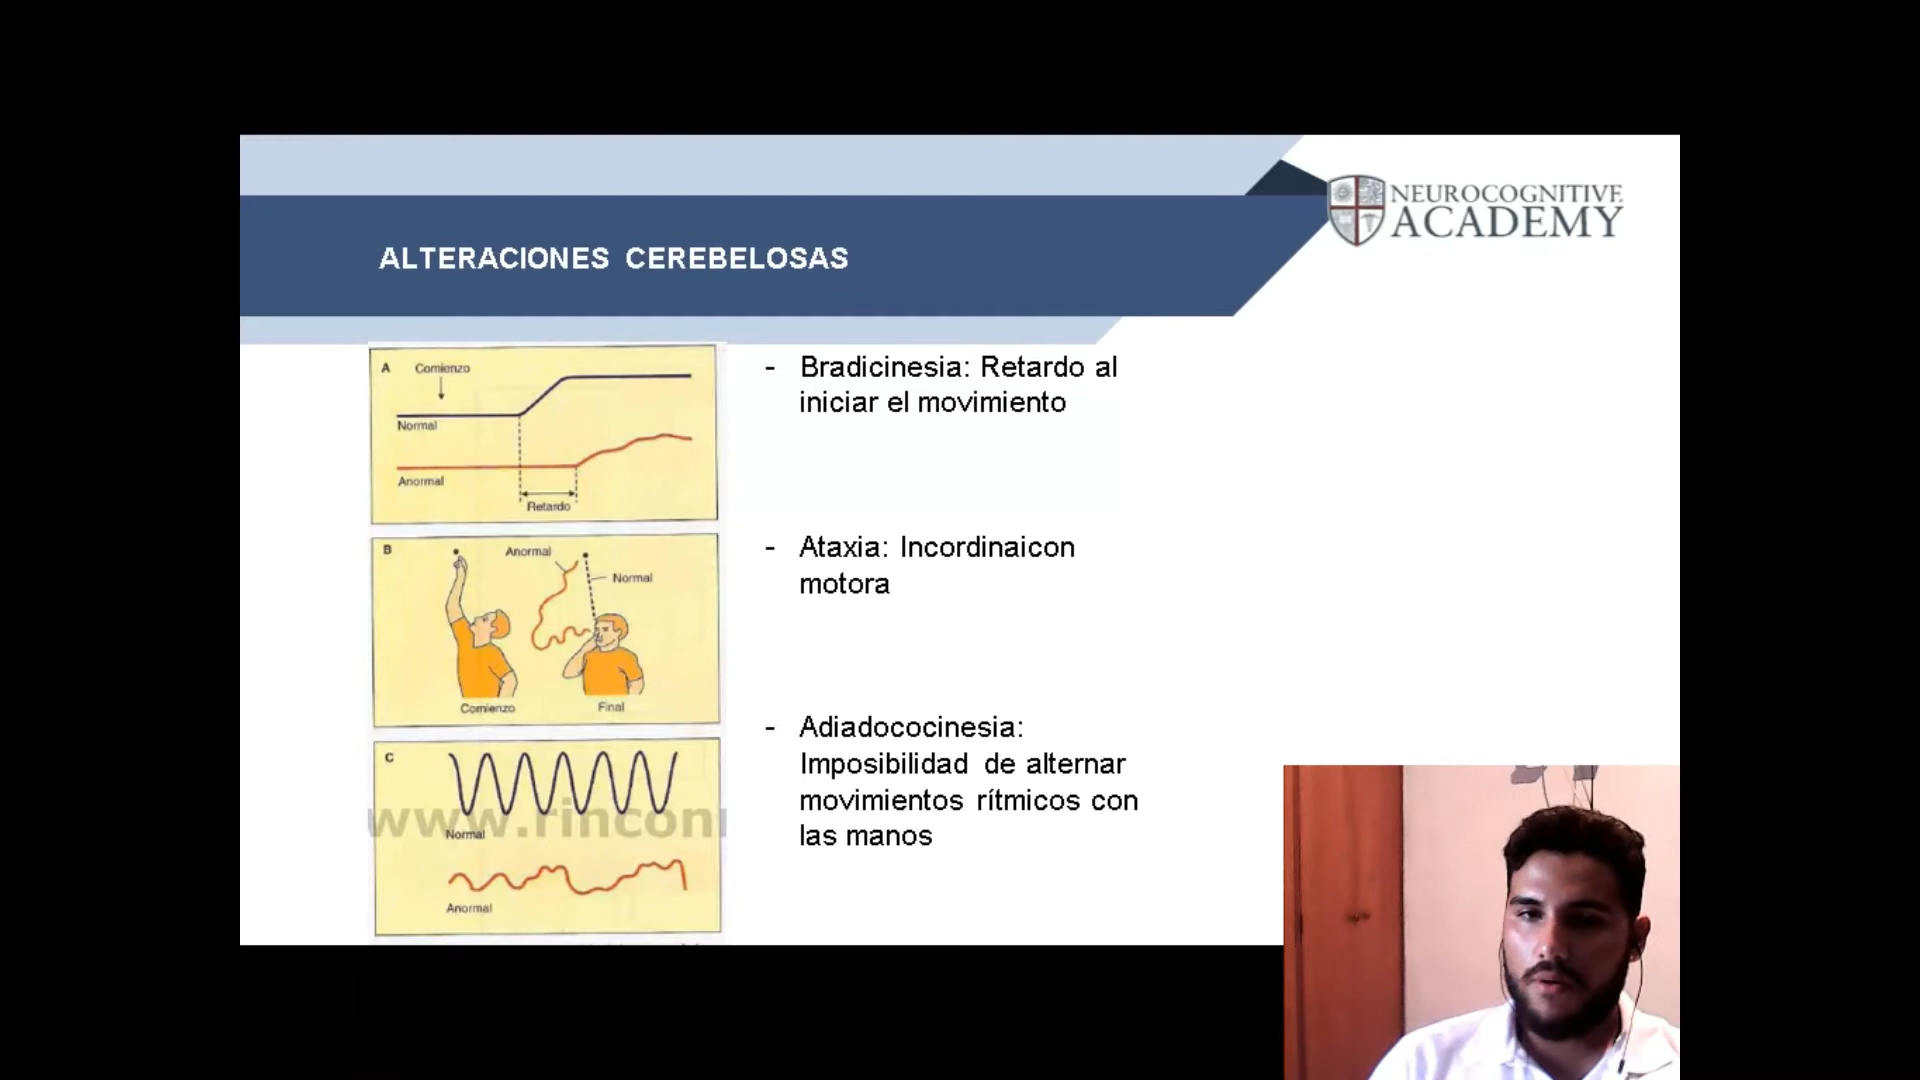 NEUROCOGNITIVE
ACADEMY
ALTERACIONES CEREBELOSAS
A
Comienzo
Normal
Anormal
Retardo
- Bradicinesia: Retardo al
iniciar el movimiento
B
Anormal
Normal
Comienzo
Final
- Ataxia: Incordinaicon
motora
C
Normal
Anormal
- Adiadococinesia:
Imposibilidad de alternar
movimientos rítmicos con
las manos